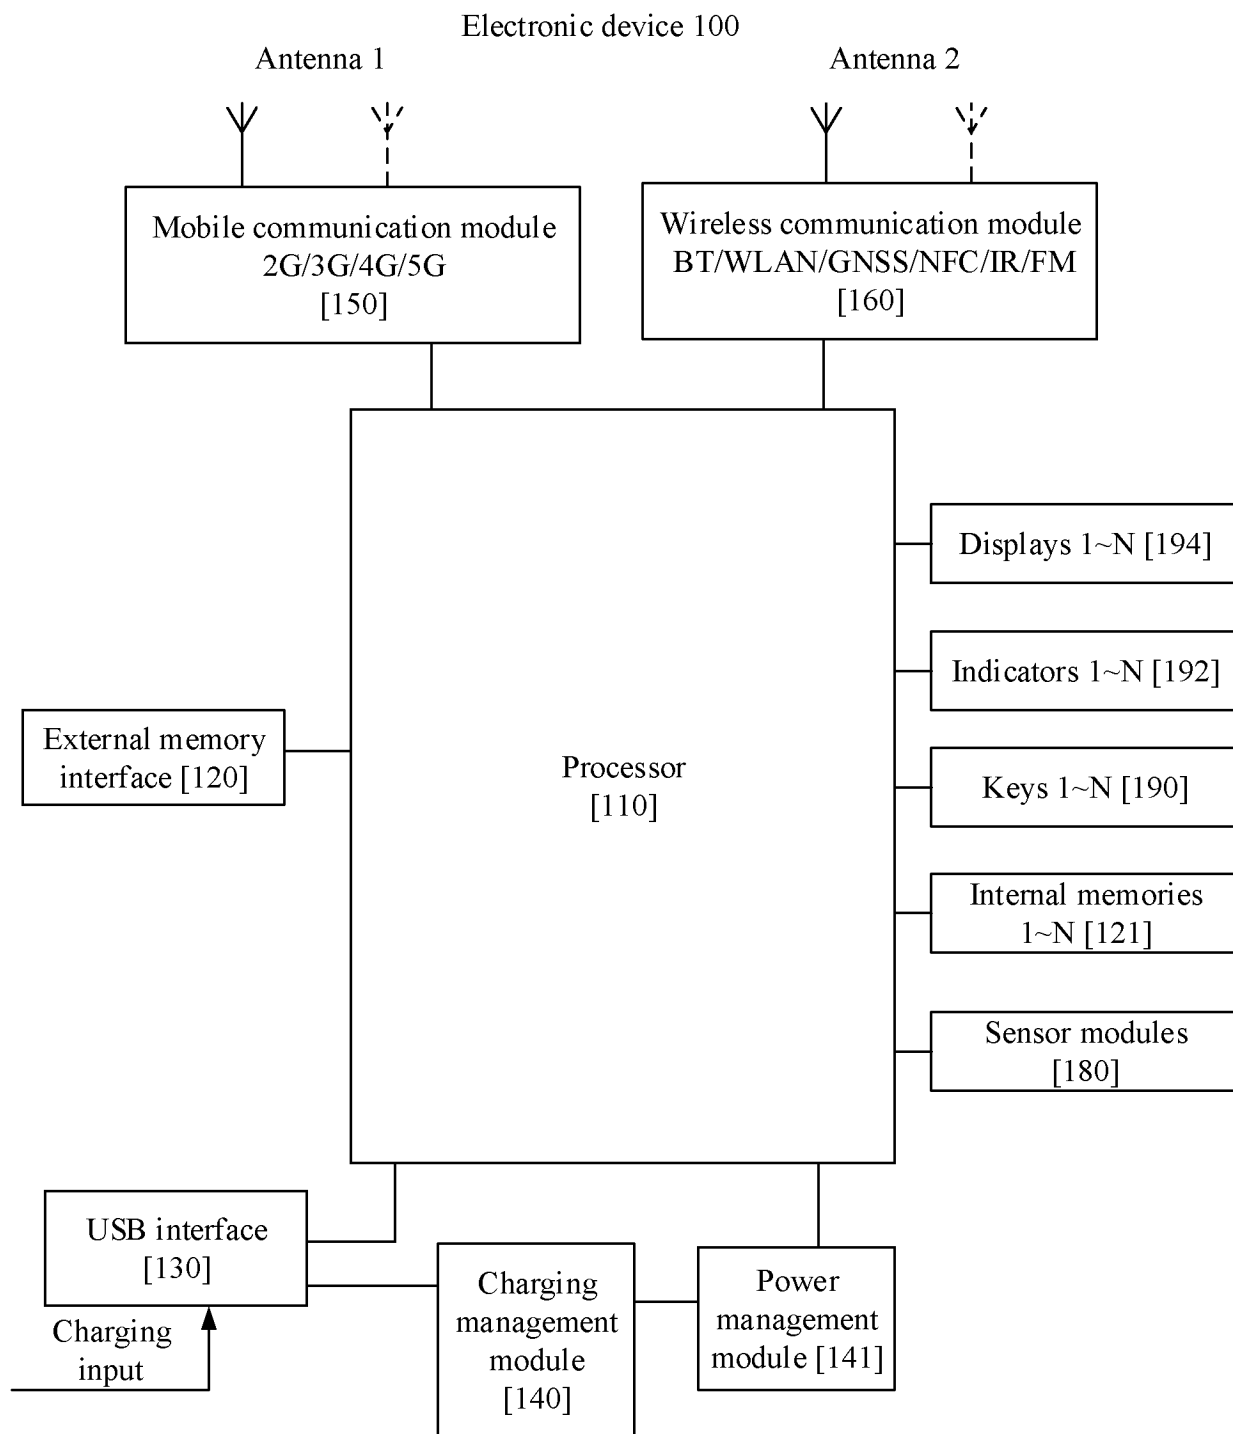 Electronic device 100
Antenna 1
Antenna 2
Mobile communication module
2G/3G/4G/5G
[150]
Wireless communication module
BT/WLAN/GNSS/NFC/IR/FM
[160]
Displays 1~N [194]
Indicators 1~N [192]
External memory
interface [120]
Processor
[110]
Keys 1~N [190]
Internal memories
1~N [121]
Sensor modules
[180]
USB interface
[130]
Charging
input
Charging
management
module
[140]
Power
management
module [141]